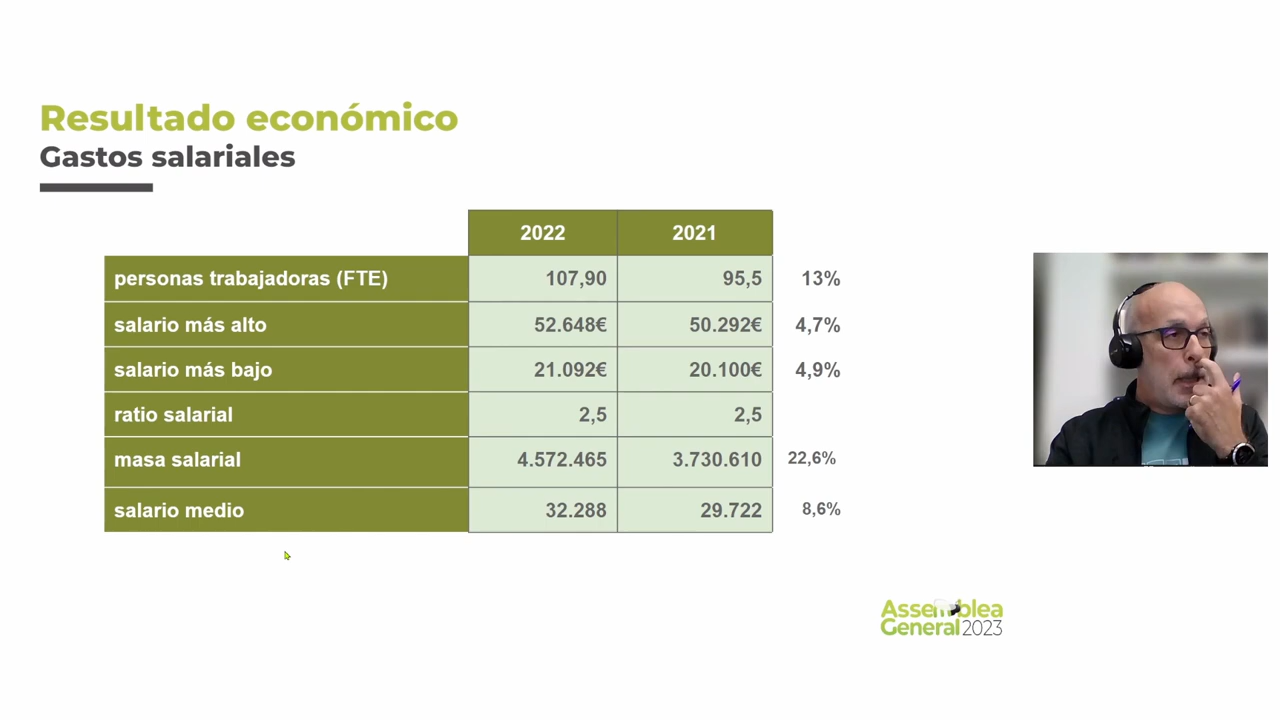 Resultado económico
Gastos salariales
2022 2021
personas trabajadoras (FTE) 107,90 95,5 13%
salario más alto 52.648€ 50.292€ 4,7%
salario más bajo 21.092€ 20.100€ 4,9%
ratio salarial 2,5 2,5
masa salarial 4.572.465 3.730.610 22,6%
salario medio 32.288 29.722 8,6%
Assemblea
General 2023